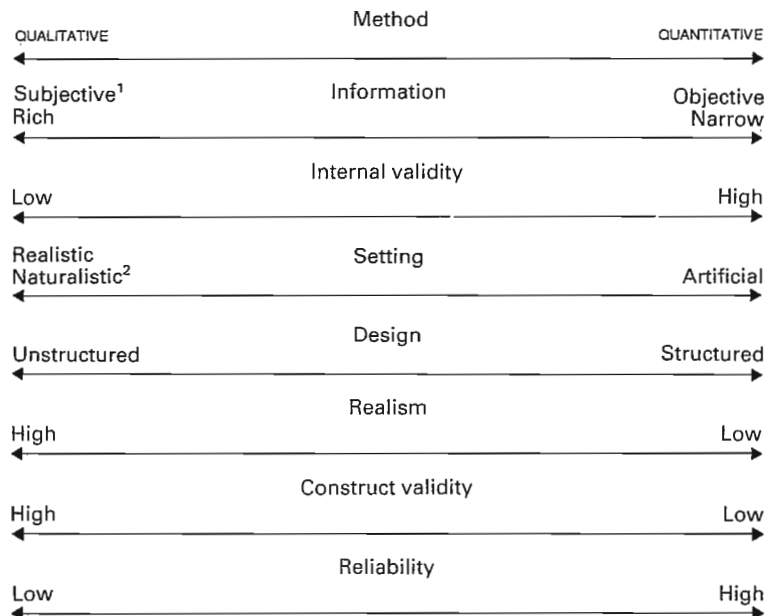 Method
QUALITATIVE QUANTITATIVE
Subjective¹ Information Objective
Rich Narrow
Internal validity
Low High
Realistic Setting
Naturalistic² Artificial
Design
Unstructured Structured
Realism
High Low
Construct validity
High Low
Reliability
Low High